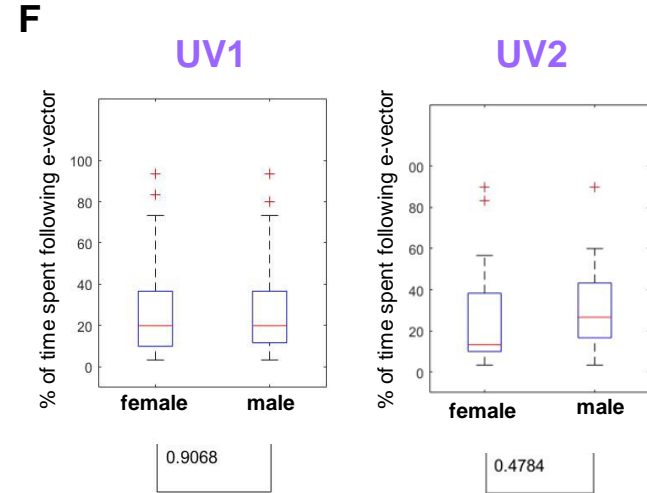 F
UV1
UV2
% of time spent following e-vector
100
80
60
40
20
0
female
male
0.9068
% of time spent following e-vector
00
80
60
40
20
0
female
male
0.4784